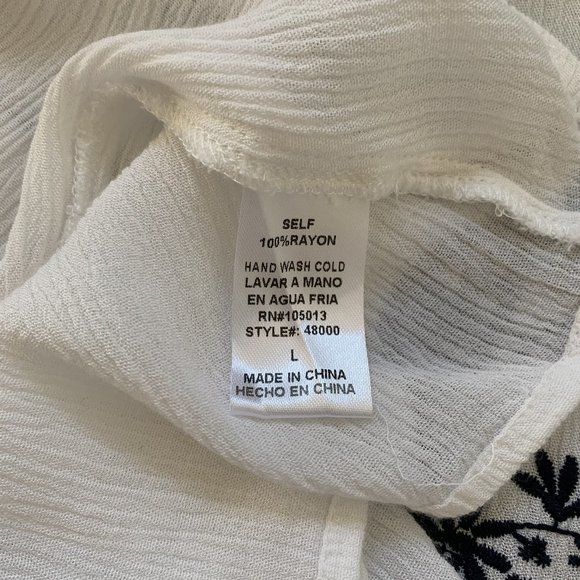 SELF
100%RAYON
HAND WASH COLD
LAVAR A MANO
EN AGUA FRIA
RN#105013
STYLE#: 48000
L
MADE IN CHINA
HECHO EN CHINA